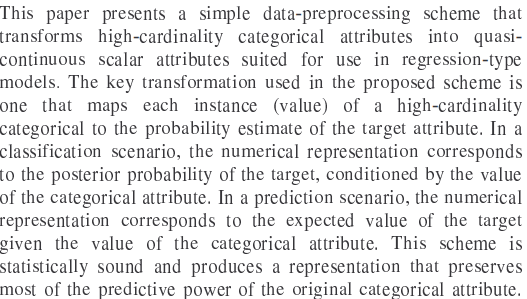 This paper presents a simple data-preprocessing scheme that
transforms high-cardinality categorical attributes into quasi-
continuous scalar attributes suited for use in regression-type
models. The key transformation used in the proposed scheme is
one that maps each instance (value) of a high-cardinality
categorical to the probability estimate of the target attribute. In a
classification scenario, the numerical representation corresponds
to the posterior probability of the target, conditioned by the value
of the categorical attribute. In a prediction scenario, the numerical
representation corresponds to the expected value of the target
given the value of the categorical attribute. This scheme is
statistically sound and produces a representation that preserves
most of the predictive power of the original categorical attribute.